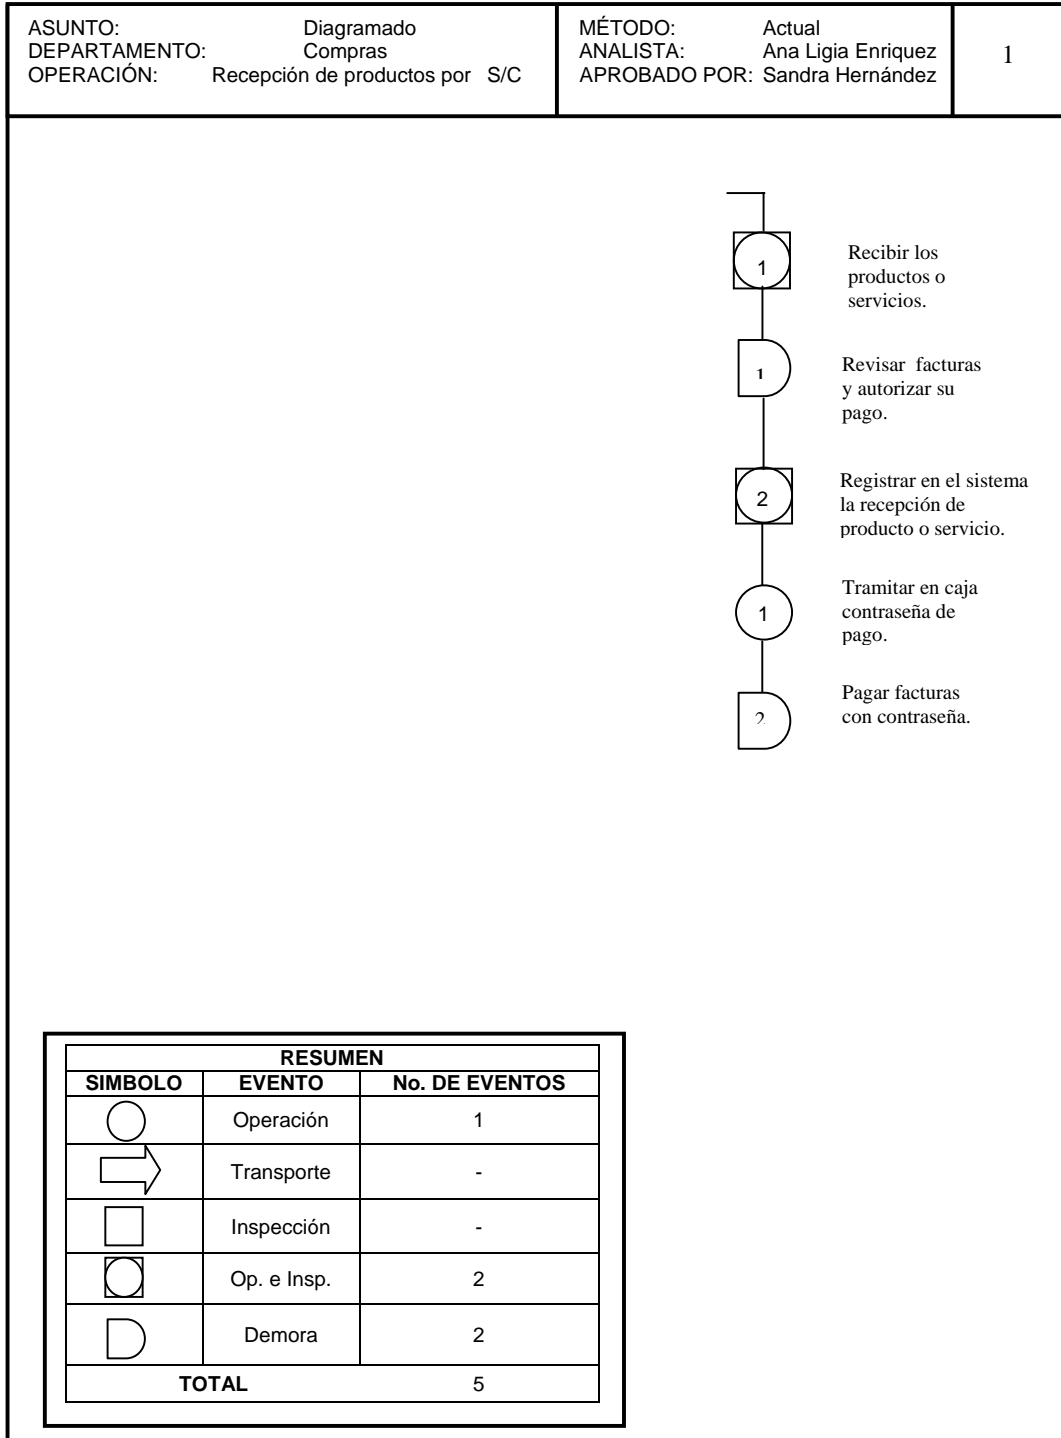 ASUNTO: Diagramado
DEPARTAMENTO: Compras
OPERACIÓN: Recepción de productos por S/C
MÉTODO: Actual
ANALISTA: Ana Ligia Enriquez
APROBADO POR: Sandra Hernández
1
1
Recibir los
productos o
servicios.
1
Revisar facturas
y autorizar su
pago.
2
Registrar en el sistema
la recepción de
producto o servicio.
1
Tramitar en caja
contraseña de
pago.
2
Pagar facturas
con contraseña.
RESUMEN
SIMBOLO EVENTO No. DE EVENTOS
Operación 1
Transporte -
Inspección -
Op. e Insp. 2
Demora 2
TOTAL 5